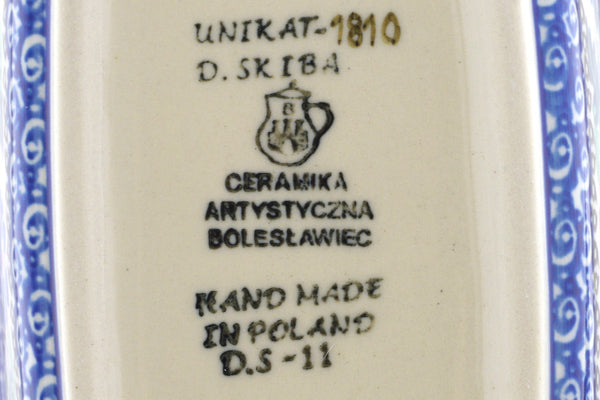 UNIKAT-1810
D. SKIBA
B
CERAMIKA
ARTYSTYCZNA
BOLESŁAWIEC
HAND MADE
IN POLAND
D.S-11